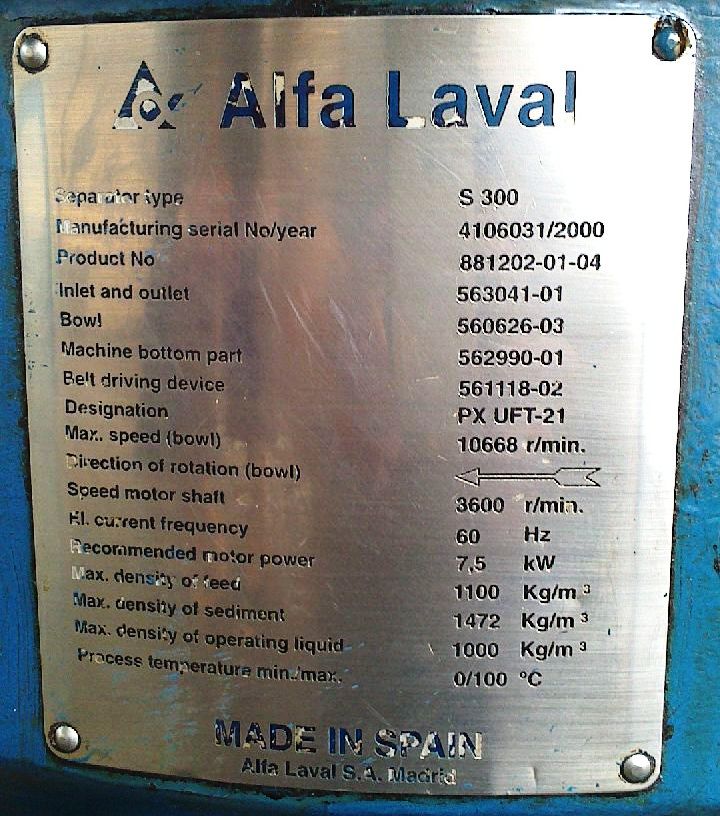 Alfa Laval
Separator type S 300
Manufacturing serial No/year 4106031/2000
Product No 881202-01-04
Inlet and outlet 563041-01
Bowl 560626-03
Machine bottom part 562990-01
Belt driving device 561118-02
Designation PX UFT-21
Max. speed (bowl) 10668 r/min.
Direction of rotation (bowl)
Speed motor shaft 3600 r/min.
El. current frequency 60 Hz
Recommended motor power 7,5 kW
Max. density of feed 1100 Kg/m³
Max. density of sediment 1472 Kg/m³
Max. density of operating liquid 1000 Kg/m³
Process temperature min./max. 0/100 °C
MADE IN SPAIN
Alfa Laval S.A. Madrid